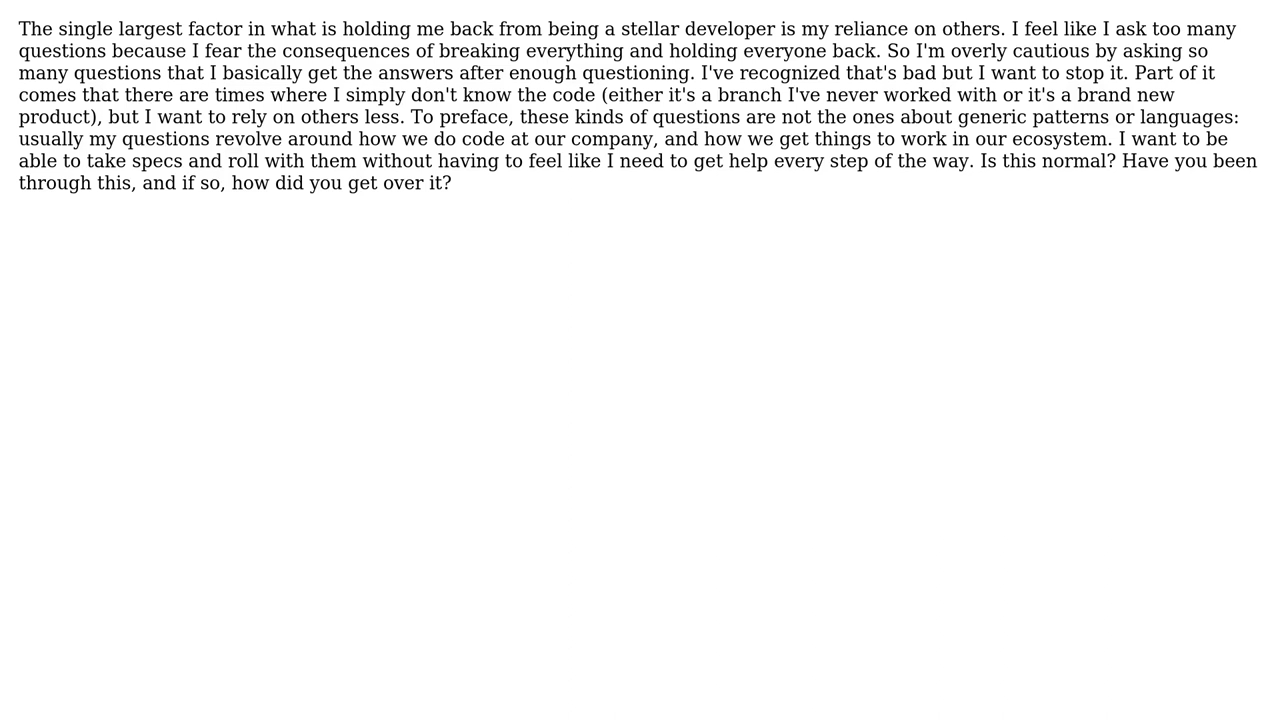 The single largest factor in what is holding me back from being a stellar developer is my reliance on others. I feel like I ask too many
questions because I fear the consequences of breaking everything and holding everyone back. So I'm overly cautious by asking so
many questions that I basically get the answers after enough questioning. I've recognized that's bad but I want to stop it. Part of it
comes that there are times where I simply don't know the code (either it's a branch I've never worked with or it's a brand new
product), but I want to rely on others less. To preface, these kinds of questions are not the ones about generic patterns or languages:
usually my questions revolve around how we do code at our company, and how we get things to work in our ecosystem. I want to be
able to take specs and roll with them without having to feel like I need to get help every step of the way. Is this normal? Have you been
through this, and if so, how did you get over it?